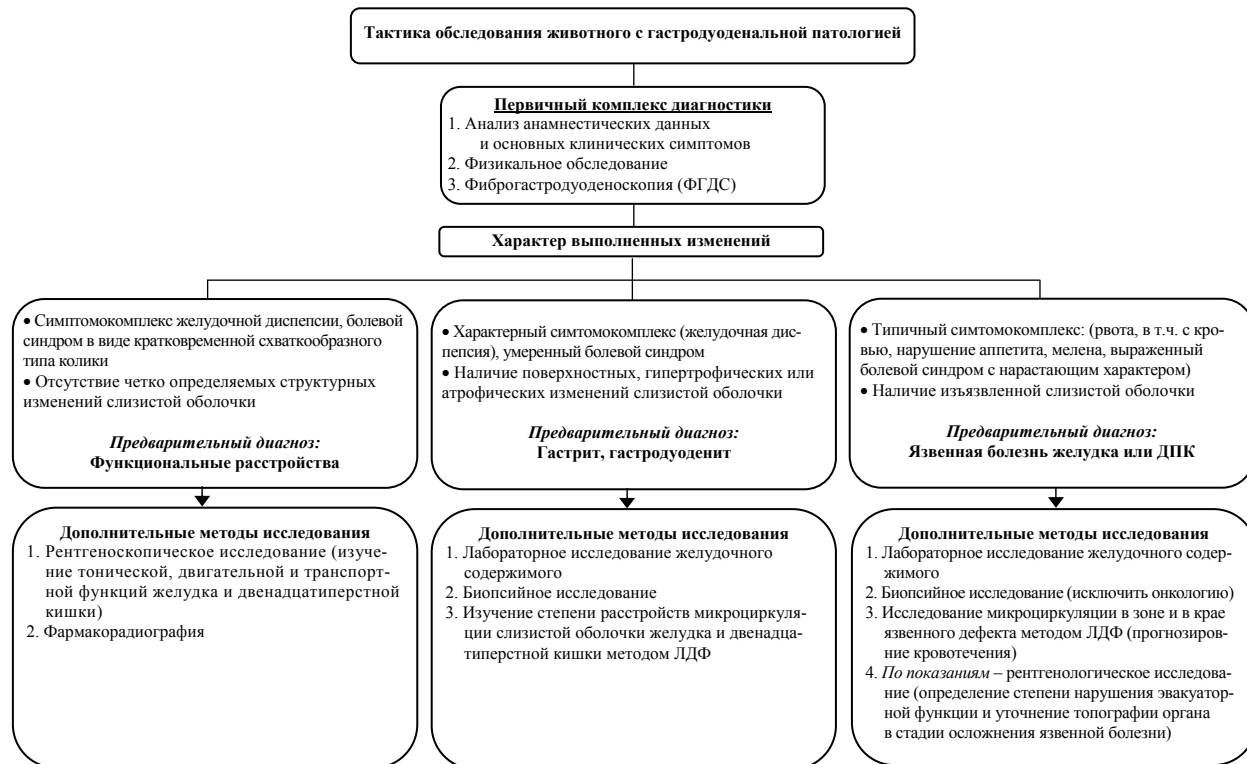 Тактика обследования животного с гастродуоденальной патологией
Первичный комплекс диагностики
1. Анализ анамнестических данных
и основных клинических симптомов
2. Физикальное обследование
3. Фиброгастродуоденоскопия (ФГДС)
Характер выполненных изменений
• Симптомокомплекс желудочной диспепсии, болевой
синдром в виде кратковременной схваткообразного
типа колики
• Отсутствие четко определяемых структурных
изменений слизистой оболочки
Предварительный диагноз:
Функциональные расстройства
• Характерный симтомокомплекс (желудочная дис-
пепсия), умеренный болевой синдром
• Наличие поверхностных, гипертрофических или
атрофических изменений слизистой оболочки
Предварительный диагноз:
Гастрит, гастродуоденит
• Типичный симтомокомплекс: (рвота, в т.ч. с кро-
вью, нарушение аппетита, мелена, выраженный
болевой синдром с нарастающим характером)
• Наличие изъязвленной слизистой оболочки
Предварительный диагноз:
Язвенная болезнь желудка или ДПК
Дополнительные методы исследования
1. Рентгеноскопическое исследование (изуче-
ние тонической, двигательной и транспорт-
ной функций желудка и двенадцатиперстной
кишки)
2. Фармакорадиография
Дополнительные методы исследования
1. Лабораторное исследование желудочного
содержимого
2. Биопсийное исследование
3. Изучение степени расстройств микроциркуля-
ции слизистой оболочки желудка и двенадца-
типерстной кишки методом ЛДФ
Дополнительные методы исследования
1. Лабораторное исследование желудочного содер-
жимого
2. Биопсийное исследование (исключить онкологию)
3. Исследование микроциркуляции в зоне и в крае
язвенного дефекта методом ЛДФ (прогнозиров-
ние кровотечения)
4. По показаниям – рентгенологическое исследова-
ние (определение степени нарушения эвакуатор-
ной функции и уточнение топографии органа
в стадии осложнения язвенной болезни)